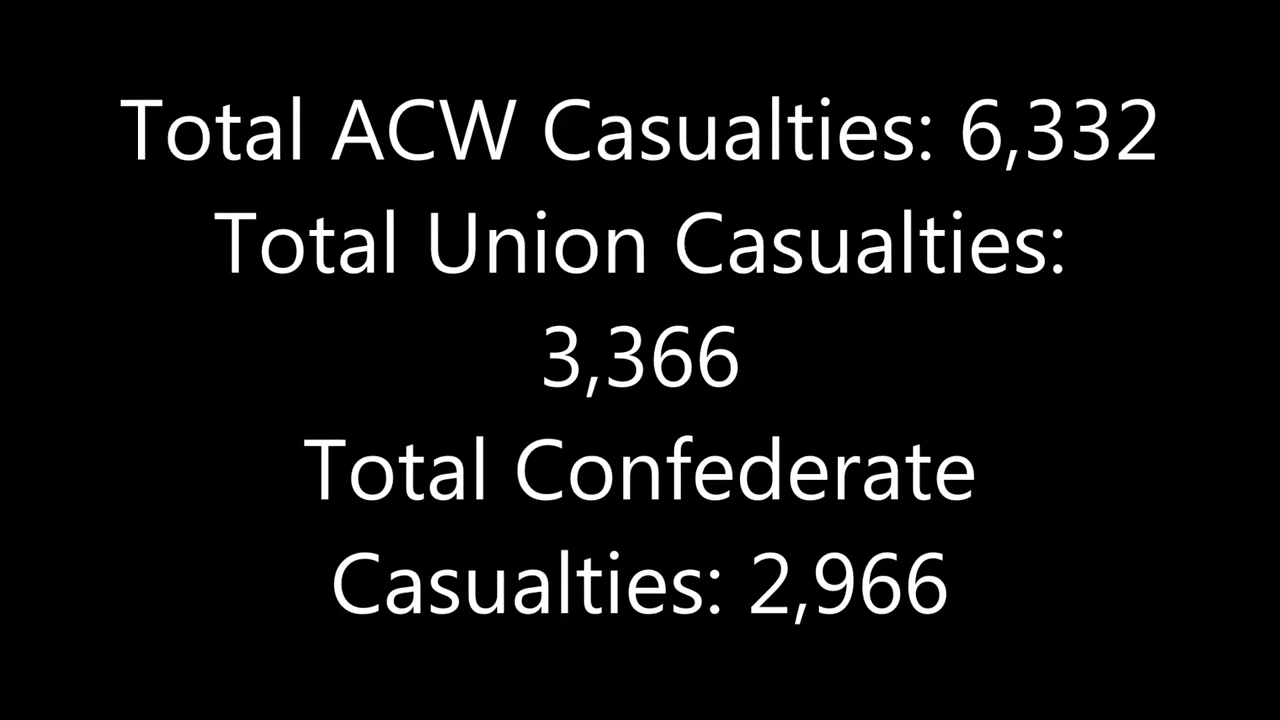 Total ACW Casualties: 6,332
Total Union Casualties:
3,366
Total Confederate
Casualties: 2,966